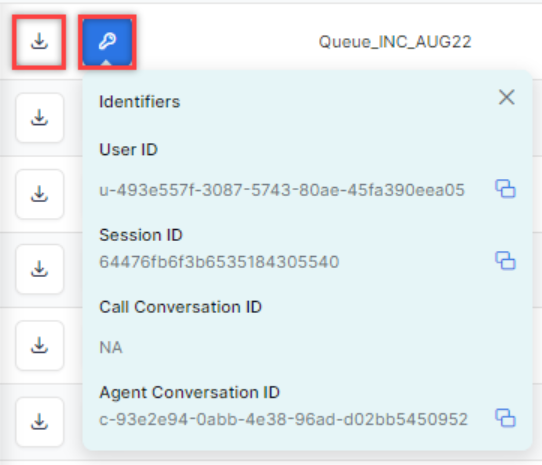 Queue_INC_AUG22
Identifiers
User ID
u-493e557f-3087-5743-80ae-45fa390eea05
Session ID
64476fb6f3b6535184305540
Call Conversation ID
NA
Agent Conversation ID
c-93e2e94-0abb-4e38-96ad-d02bb5450952